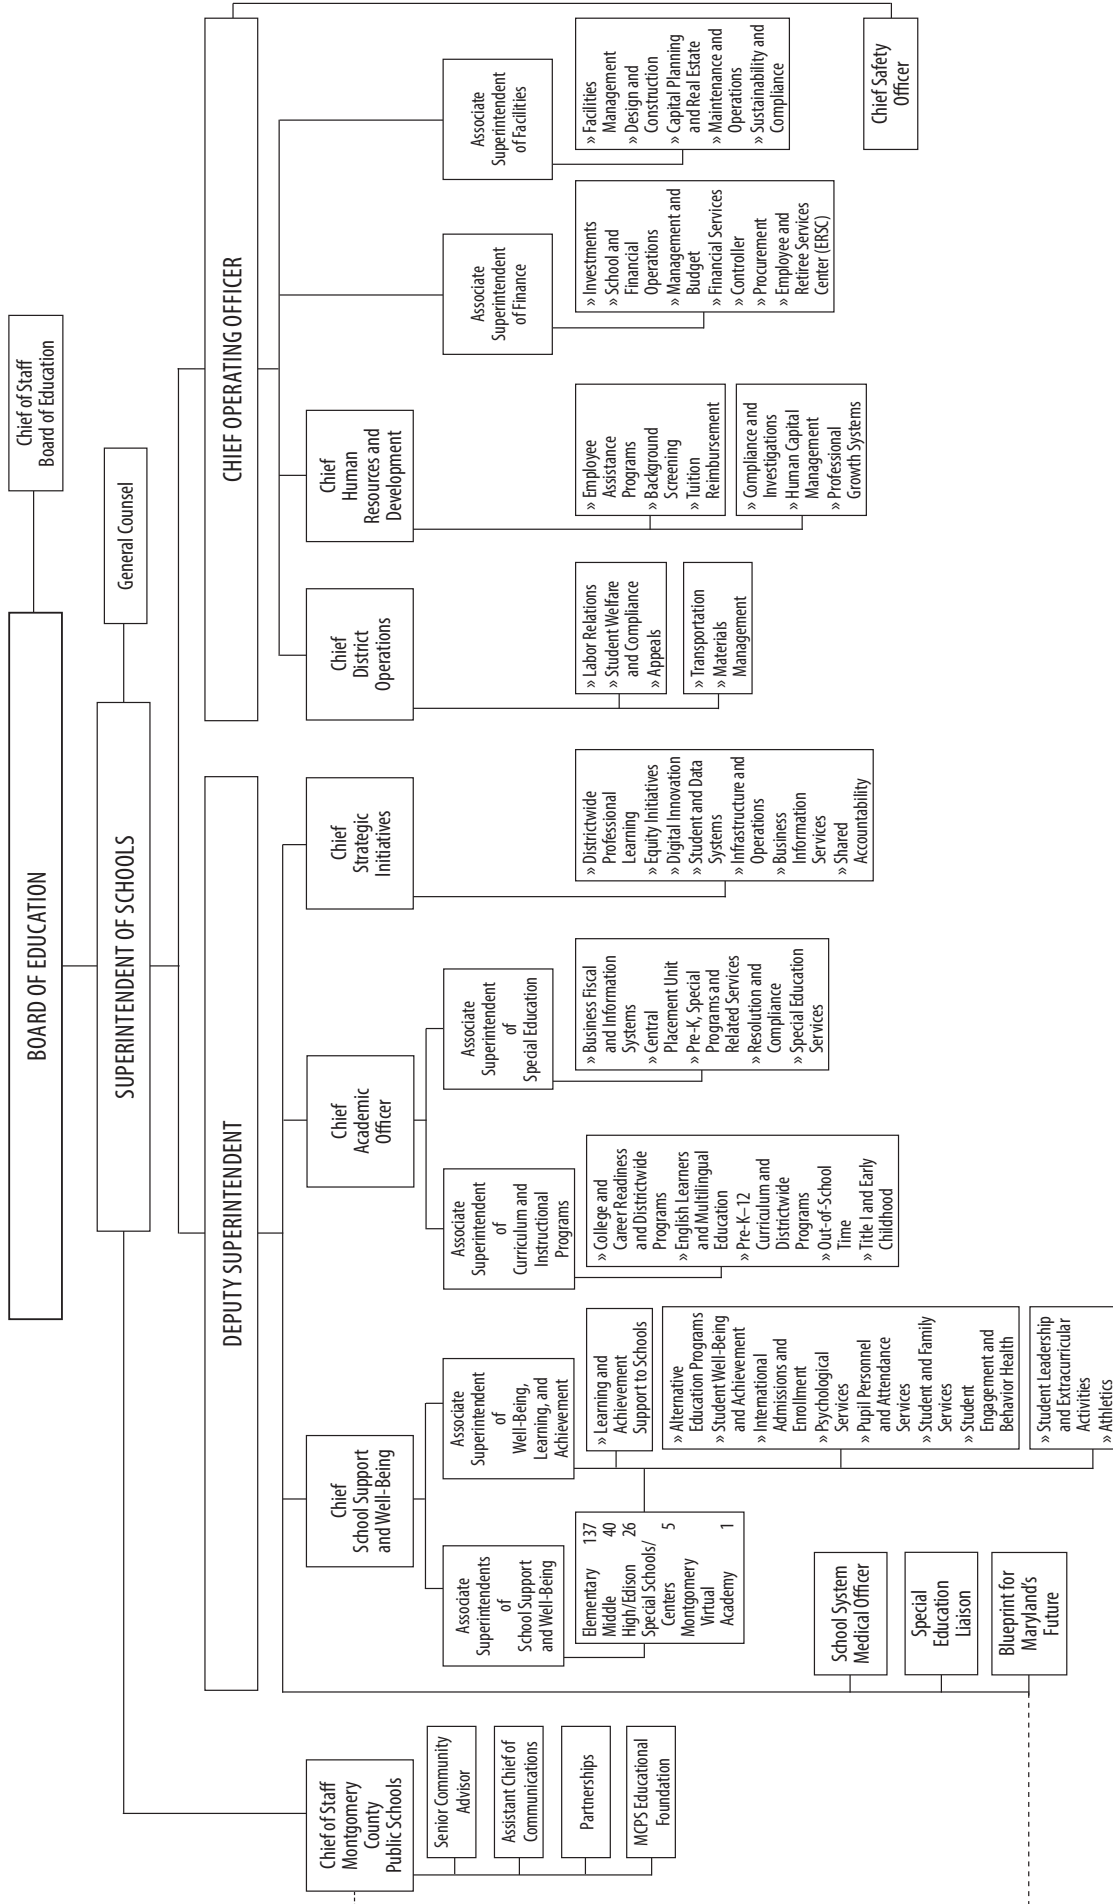 BOARD OF EDUCATION
Chief of Staff
Board of Education
SUPERINTENDENT OF SCHOOLS
General Counsel
Chief of Staff
Montgomery
County
Public Schools
Senior Community
Advisor
Assistant Chief of
Communications
Partnerships
MCPS Educational
Foundation
DEPUTY SUPERINTENDENT
Chief
School Support
and Well-Being
Associate
Superintendents
of
School Support
and Well-Being
Elementary 137
Middle 40
High/Edison 26
Special Schools/
Centers 5
Montgomery
Virtual
Academy 1
Associate
Superintendent
of
Well-Being,
Learning, and
Achievement
» Learning and
Achievement
Support to Schools
» Alternative
Education Programs
» Student Well-Being
and Achievement
» International
Admissions and
Enrollment
» Psychological
Services
» Pupil Personnel
and Attendance
Services
» Student and Family
Services
» Student
Engagement and
Behavior Health
» Student Leadership
and Extracurricular
Activities
» Athletics
School System
Medical Officer
Special
Education
Liaison
Blueprint for
Maryland's
Future
Chief
Academic
Officer
Associate
Superintendent
of
Curriculum and
Instructional
Programs
» College and
Career Readiness
and Districtwide
Programs
» English Learners
and Multilingual
Education
» Pre-K–12
Curriculum and
Districtwide
Programs
» Out-of-School
Time
» Title I and Early
Childhood
Associate
Superintendent
of
Special Education
» Business Fiscal
and Information
Systems
» Central
Placement Unit
» Pre-K, Special
Programs and
Related Services
» Resolution and
Compliance
» Special Education
Services
Chief
Strategic
Initiatives
» Districtwide
Professional
Learning
» Equity Initiatives
» Digital Innovation
» Student and Data
Systems
» Infrastructure and
Operations
» Business
Information
Services
» Shared
Accountability
CHIEF OPERATING OFFICER
Chief
District
Operations
» Labor Relations
» Student Welfare
and Compliance
» Appeals
» Transportation
» Materials
Management
Chief
Human
Resources and
Development
» Employee
Assistance
Programs
» Background
Screening
» Tuition
Reimbursement
» Compliance and
Investigations
» Human Capital
Management
» Professional
Growth Systems
Associate
Superintendent
of Finance
» Investments
» School and
Financial
Operations
» Management and
Budget
» Financial Services
» Controller
» Procurement
» Employee and
Retiree Services
Center (ERSC)
Associate
Superintendent
of Facilities
» Facilities
Management
» Design and
Construction
» Capital Planning
and Real Estate
» Maintenance and
Operations
» Sustainability and
Compliance
Chief Safety
Officer